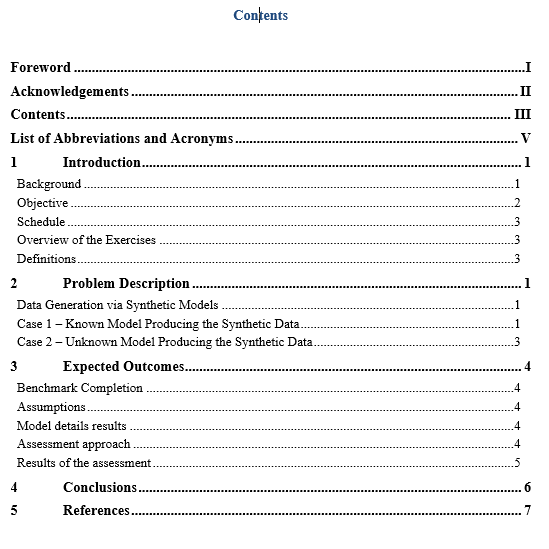 Contents
Foreword I
Acknowledgements II
Contents III
List of Abbreviations and Acronyms V
1 Introduction 1
Background 1
Objective 2
Schedule 3
Overview of the Exercises 3
Definitions 3
2 Problem Description 1
Data Generation via Synthetic Models 1
Case 1 – Known Model Producing the Synthetic Data 1
Case 2 – Unknown Model Producing the Synthetic Data 3
3 Expected Outcomes 4
Benchmark Completion 4
Assumptions 4
Model details results 4
Assessment approach 4
Results of the assessment 5
4 Conclusions 6
5 References 7